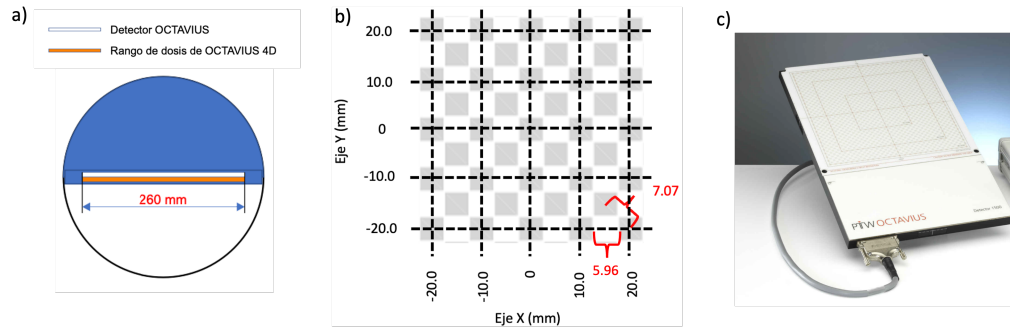 a)
Detector OCTAVIUS
Rango de dosis de OCTAVIUS 4D
260 mm
b)
20.0
10.0
0
-10.0
-20.0
Eje Y (mm)
7.07
5.96
-20.0
-10.0
0
10.0
20.0
Eje X (mm)
c)
PTW OCTAVIUS